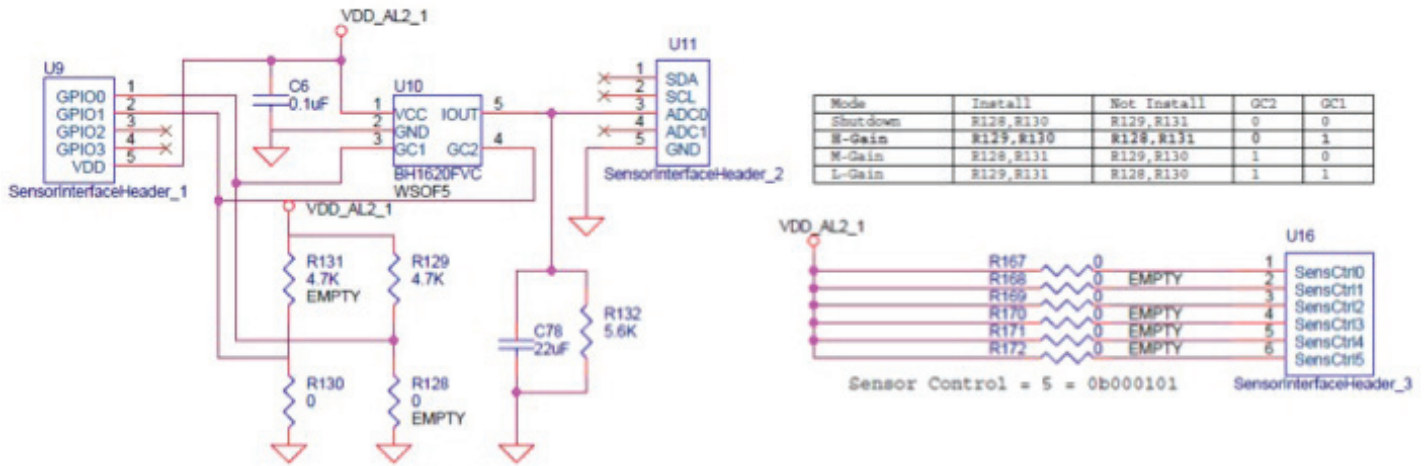 VDD_AL2_1
U9
1
GPIO0
2
GPIO1
3
GPIO2
4
GPIO3
5
VDD
SensorInterfaceHeader_1
C6
0.1uF
U10
1
VCC
IOUT
5
2
GND
3
GC1
GC2
4
BH1620FVC
WSOF5
U11
1
SDA
2
SCL
3
ADC0
4
ADC1
5
GND
SensorInterfaceHeader_2
VDD_AL2_1
R131
4.7K
EMPTY
R129
4.7K
R130
0
R128
0
EMPTY
C78
22uF
R132
5.6K
Mode Install Not Install GC2 GC1
Shutdown R128,R130 R129,R131 0 0
H-Gain R129,R130 R128,R131 0 1
M-Gain R128,R131 R129,R130 1 0
L-Gain R129,R131 R128,R130 1 1
VDD_AL2_1
U16
R167 0 1 SensCtrl0
R168 0 EMPTY 2 SensCtrl1
R169 0 3 SensCtrl2
R170 0 EMPTY 4 SensCtrl3
R171 0 EMPTY 5 SensCtrl4
R172 0 EMPTY 6 SensCtrl5
Sensor Control = 5 = 0b000101
SensorInterfaceHeader_3